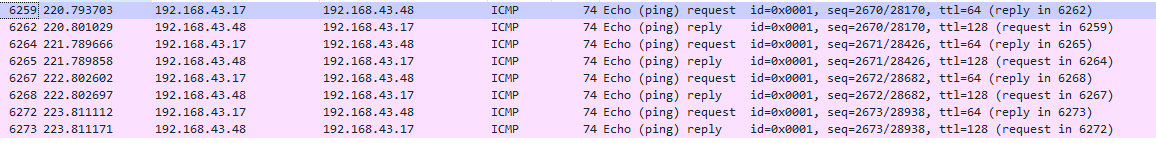 6259 220.793703 192.168.43.17 192.168.43.48 ICMP 74 Echo (ping) request id=0x0001, seq=2670/28170, ttl=64 (reply in 6262)
6262 220.801029 192.168.43.48 192.168.43.17 ICMP 74 Echo (ping) reply id=0x0001, seq=2670/28170, ttl=128 (request in 6259)
6264 221.789666 192.168.43.17 192.168.43.48 ICMP 74 Echo (ping) request id=0x0001, seq=2671/28426, ttl=64 (reply in 6265)
6265 221.789858 192.168.43.48 192.168.43.17 ICMP 74 Echo (ping) reply id=0x0001, seq=2671/28426, ttl=128 (request in 6264)
6267 222.802602 192.168.43.17 192.168.43.48 ICMP 74 Echo (ping) request id=0x0001, seq=2672/28682, ttl=64 (reply in 6268)
6268 222.802697 192.168.43.48 192.168.43.17 ICMP 74 Echo (ping) reply id=0x0001, seq=2672/28682, ttl=128 (request in 6267)
6272 223.811112 192.168.43.17 192.168.43.48 ICMP 74 Echo (ping) request id=0x0001, seq=2673/28938, ttl=64 (reply in 6273)
6273 223.811171 192.168.43.48 192.168.43.17 ICMP 74 Echo (ping) reply id=0x0001, seq=2673/28938, ttl=128 (request in 6272)